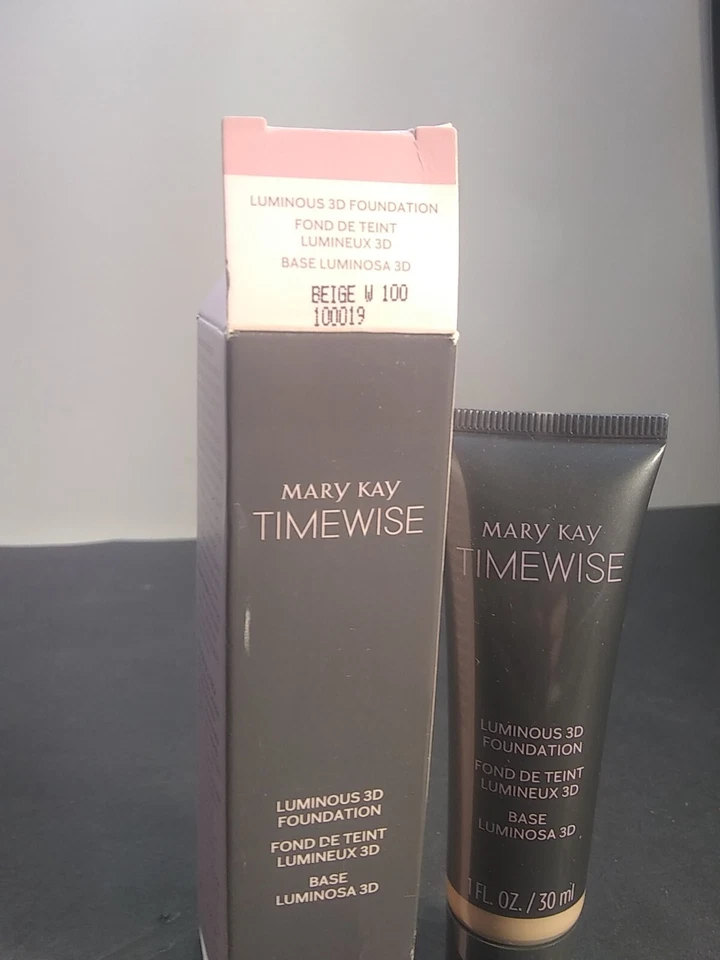 LUMINOUS 3D FOUNDATION
FOND DE TEINT
LUMINEUX 3D
BASE LUMINOSA 3D
BEIGE W 100
100019
MARY KAY
TIMEWISE
LUMINOUS 3D
FOUNDATION
FOND DE TEINT
LUMINEUX 3D
BASE
LUMINOSA 3D
MARY KAY
TIMEWISE
LUMINOUS 3D
FOUNDATION
FOND DE TEINT
LUMINEUX 3D
BASE
LUMINOSA 3D
1 FL. OZ. / 30 ml